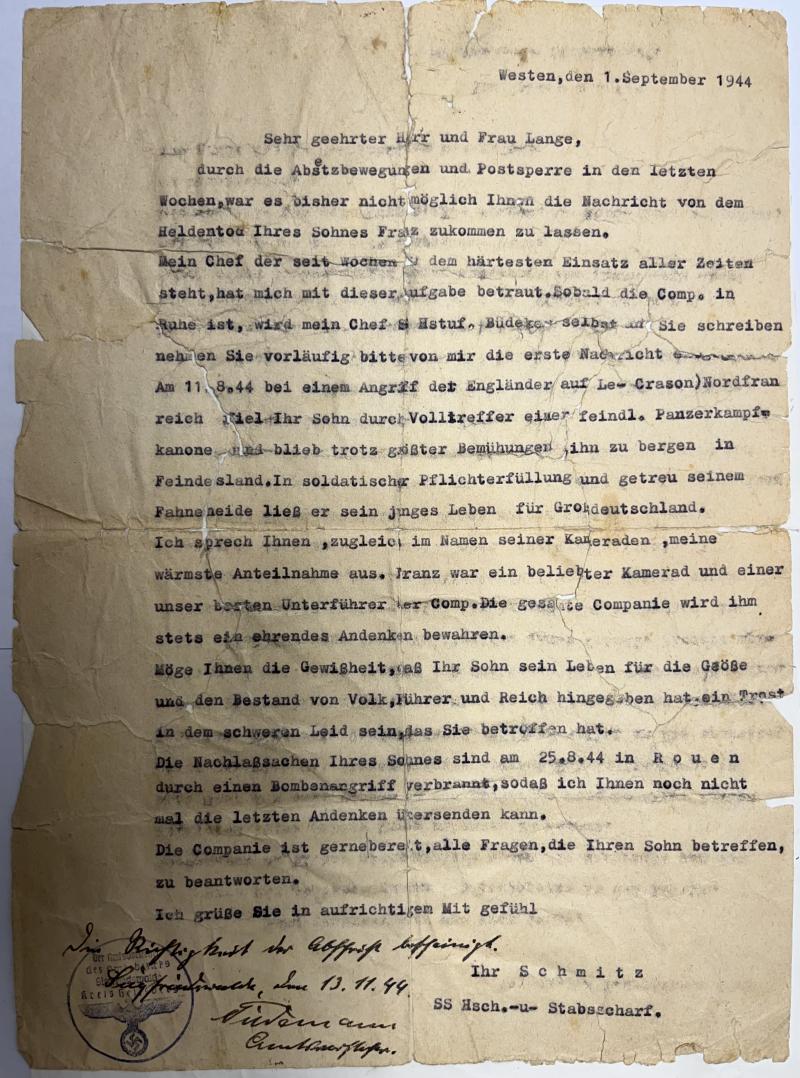 Westen,den 1.September 1944
Sehr geehrter Herr und Frau Lange,
durch die Absetzbewegungen und Postsperre in den letzten
Wochen,war es bisher nicht möglich Ihnen die Nachricht von dem
Heldentod Ihres Sohnes Franz zukommen zu lassen.
Mein Chef der seit Wochen dem härtesten Einsatz aller Zeiten
steht,hat mich mit dieser Aufgabe betraut.Sobald die Comp. in
Ruhe ist, wird mein Chef Hstuf. selbst an Sie schreiben
nehmen Sie vorläufig bitte von mir die erste Nachricht
Am 11.8.44 bei einem Angriff der Engländer auf Le- Crason)Nordfran
reich fiel Ihr Sohn durch Volltreffer einer feindl. Panzerkampf-
kanone und blieb trotz größter Bemühungen ihn zu bergen in
Feindesland.In soldatischer Pflichterfüllung und getreu seinem
Fahneneide ließ er sein junges Leben für Großdeutschland.
Ich sprech Ihnen ,zugleich im Namen seiner Kameraden ,meine
wärmste Anteilnahme aus. Franz war ein beliebter Kamerad und einer
unser besten Unterführer der Comp.Die gesamte Companie wird ihm
stets ein ehrendes Andenken bewahren.
Möge Ihnen die Gewißheit,daß Ihr Sohn sein Leben für die Gsöße
und den Bestand von Volk,Führer und Reich hingegeben hat.ein Trost
in dem schweren Leid sein,das Sie betroffen hat.
Die Nachlaßsachen Ihres Sohnes sind am 25.8.44 in R o u e n
durch einen Bombenangriff verbrannt,sodaß ich Ihnen noch nicht
mal die letzten Andenken übersenden kann.
Die Companie ist gernebereit,alle Fragen,die Ihren Sohn betreffen,
zu beantworten.
Ich grüße Sie in aufrichtigem Mit gefühl
Die Richtigkeit der Abschrift bescheinigt.
Ihr S c h m i t z
den 13.11.44.
SS Hsch.-u- Stabsscharf.
Tiedemann
Amtsvorsteher.